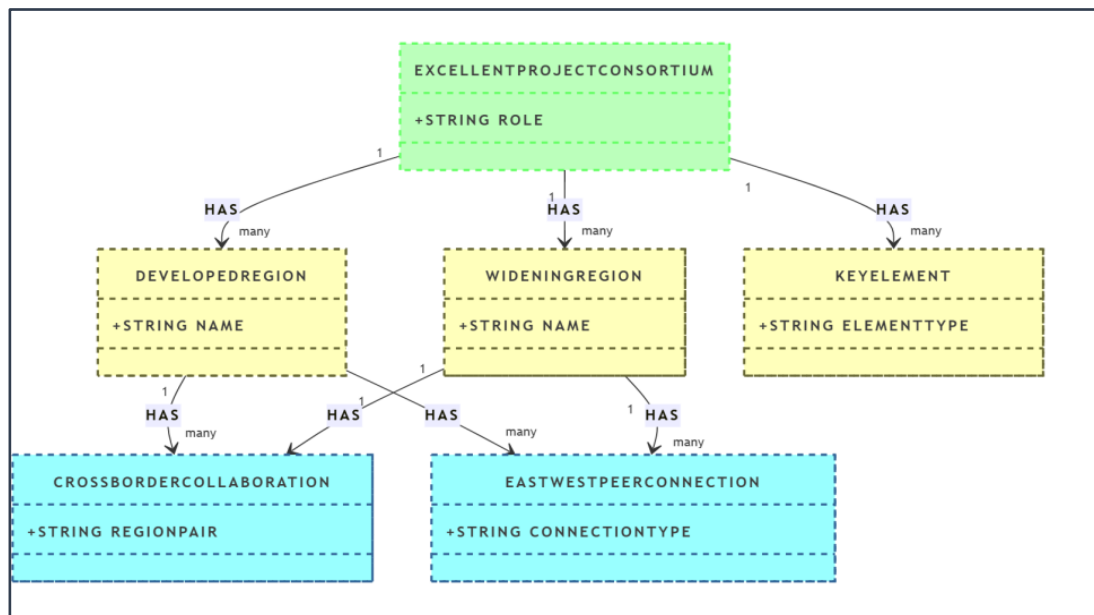 EXCELLENTPROJECTCONSORTIUM
+STRING ROLE
1
1
1
HAS
HAS
HAS
many
many
many
DEVELOPEDREGION
WIDENINGREGION
KEYELEMENT
+STRING NAME
+STRING NAME
+STRING ELEMENTTYPE
1
1
1
1
HAS
HAS
HAS
HAS
many
many
many
CROSSBORDERCOLLABORATION
EASTWESTPEERCONNECTION
+STRING REGIONPAIR
+STRING CONNECTIONTYPE